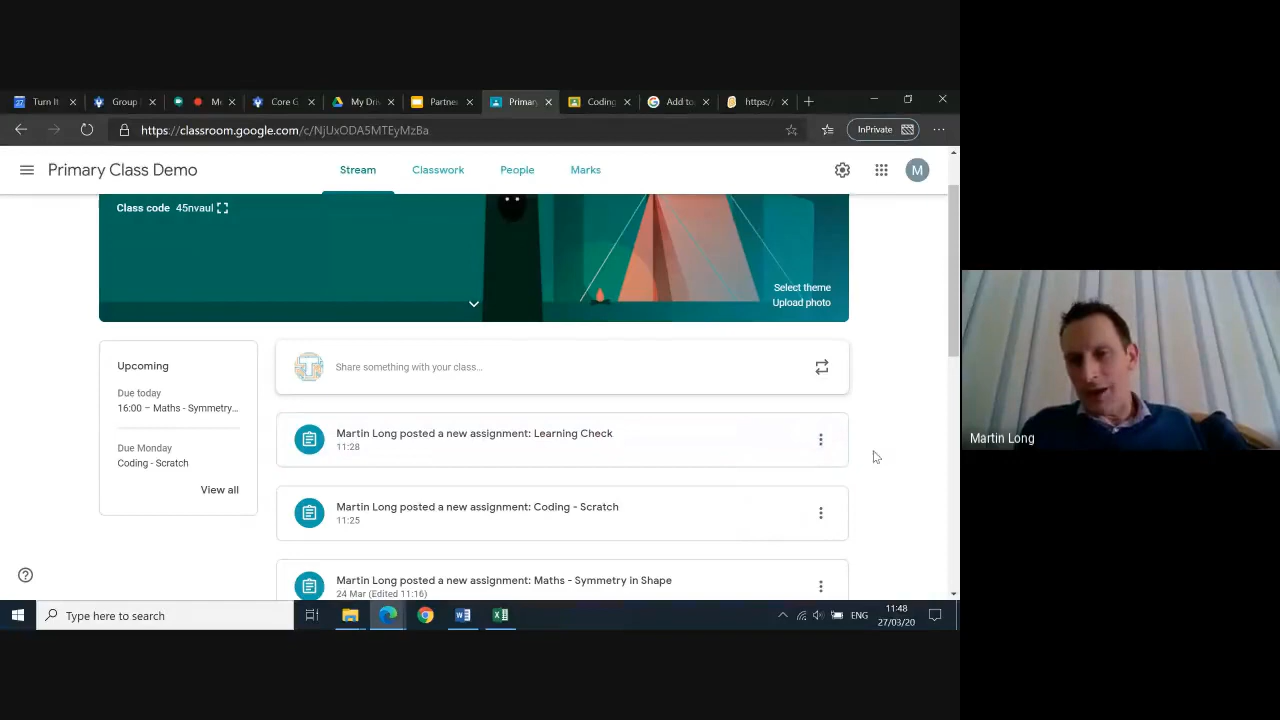 Turn It
Group
M
Core G
My Driv
Partne
Primar
Coding
Add to
https:/
https://classroom.google.com/c/NjUxODA5MTEyMzBa
InPrivate
Primary Class Demo
Stream
Classwork
People
Marks
M
Class code 45nvaul
Select theme
Upload photo
Upcoming
Due today
16:00 – Maths - Symmetry...
Due Monday
Coding - Scratch
View all
Share something with your class...
Martin Long posted a new assignment: Learning Check
11:28
Martin Long posted a new assignment: Coding - Scratch
11:25
Martin Long posted a new assignment: Maths - Symmetry in Shape
24 Mar (Edited 11:16)
Martin Long
Type here to search
ENG
11:48
27/03/20